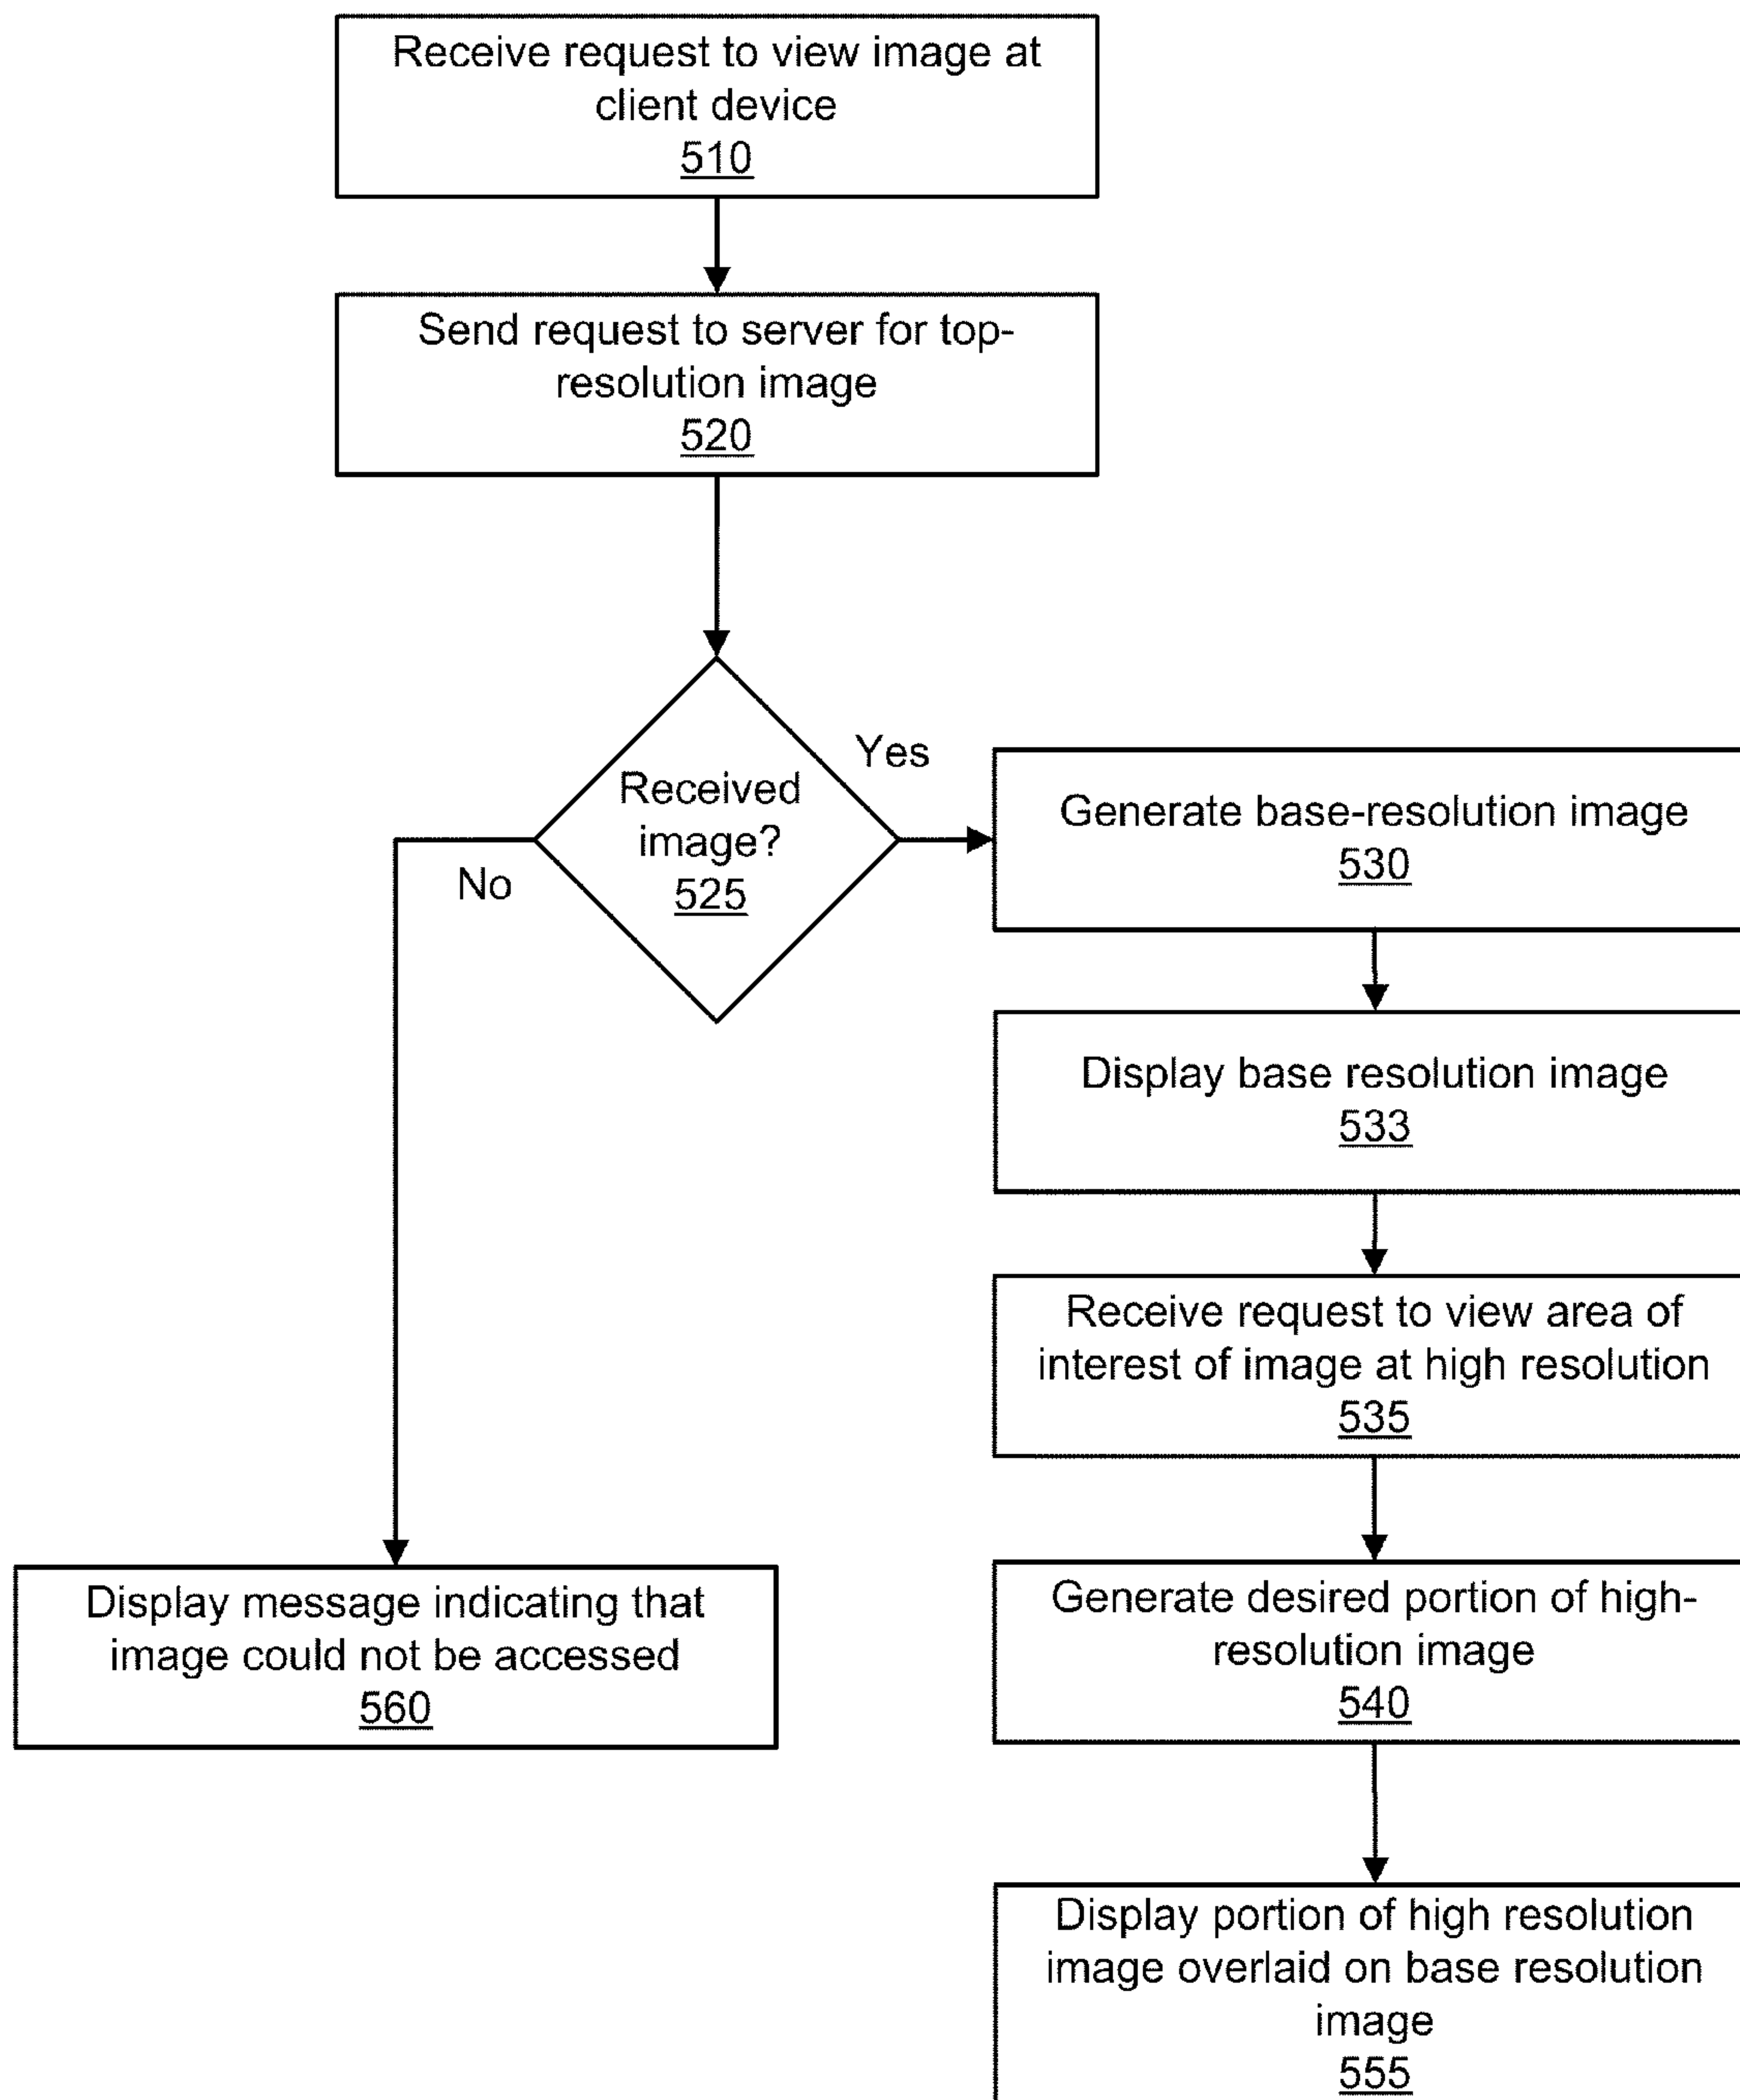 Receive request to view image at
client device
510
Send request to server for top-
resolution image
520
Received
image?
525
Yes
No
Generate base-resolution image
530
Display base resolution image
533
Receive request to view area of
interest of image at high resolution
535
Generate desired portion of high-
resolution image
540
Display portion of high resolution
image overlaid on base resolution
image
555
Display message indicating that
image could not be accessed
560